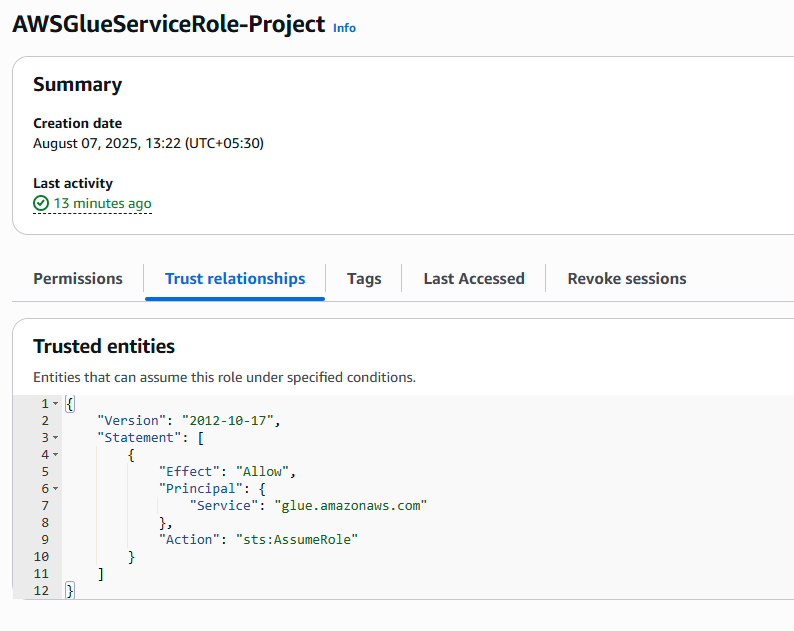 AWSGlueServiceRole-Project Info
Summary
Creation date
August 07, 2025, 13:22 (UTC+05:30)
Last activity
13 minutes ago
Permissions Trust relationships Tags Last Accessed Revoke sessions
Trusted entities
Entities that can assume this role under specified conditions.
1 {
2 "Version": "2012-10-17",
3 "Statement": [
4 {
5 "Effect": "Allow",
6 "Principal": {
7 "Service": "glue.amazonaws.com"
8 },
9 "Action": "sts:AssumeRole"
10 }
11 ]
12 }